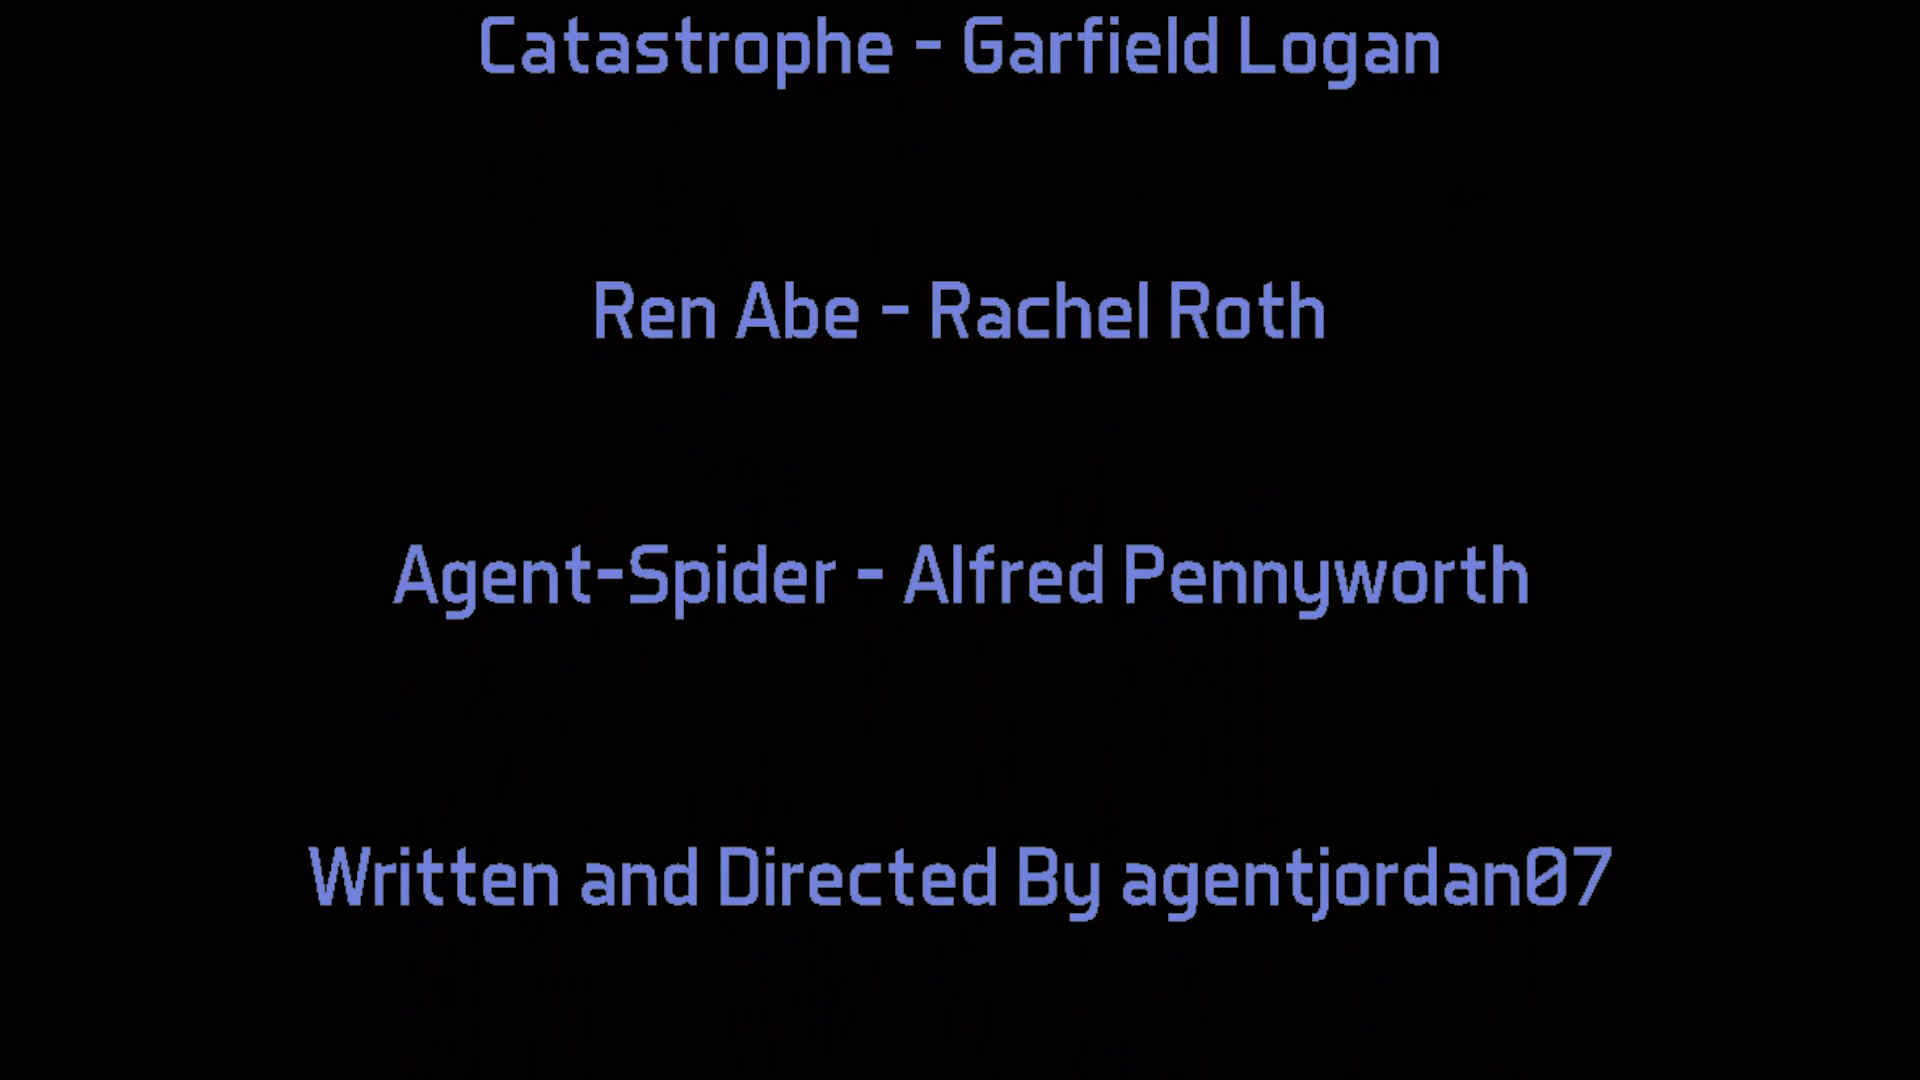 Catastrophe - Garfield Logan
Ren Abe - Rachel Roth
Agent-Spider - Alfred Pennyworth
Written and Directed By agentjordan07